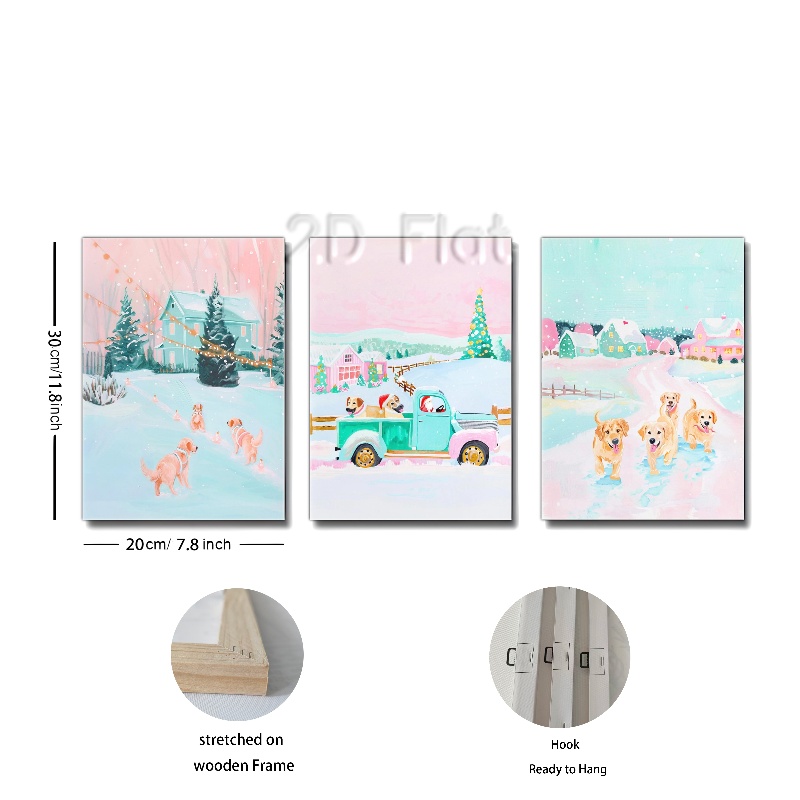 2D Flat
30cm/11.8inch
20cm/ 7.8 inch
stretched on
wooden Frame
Hook
Ready to Hang